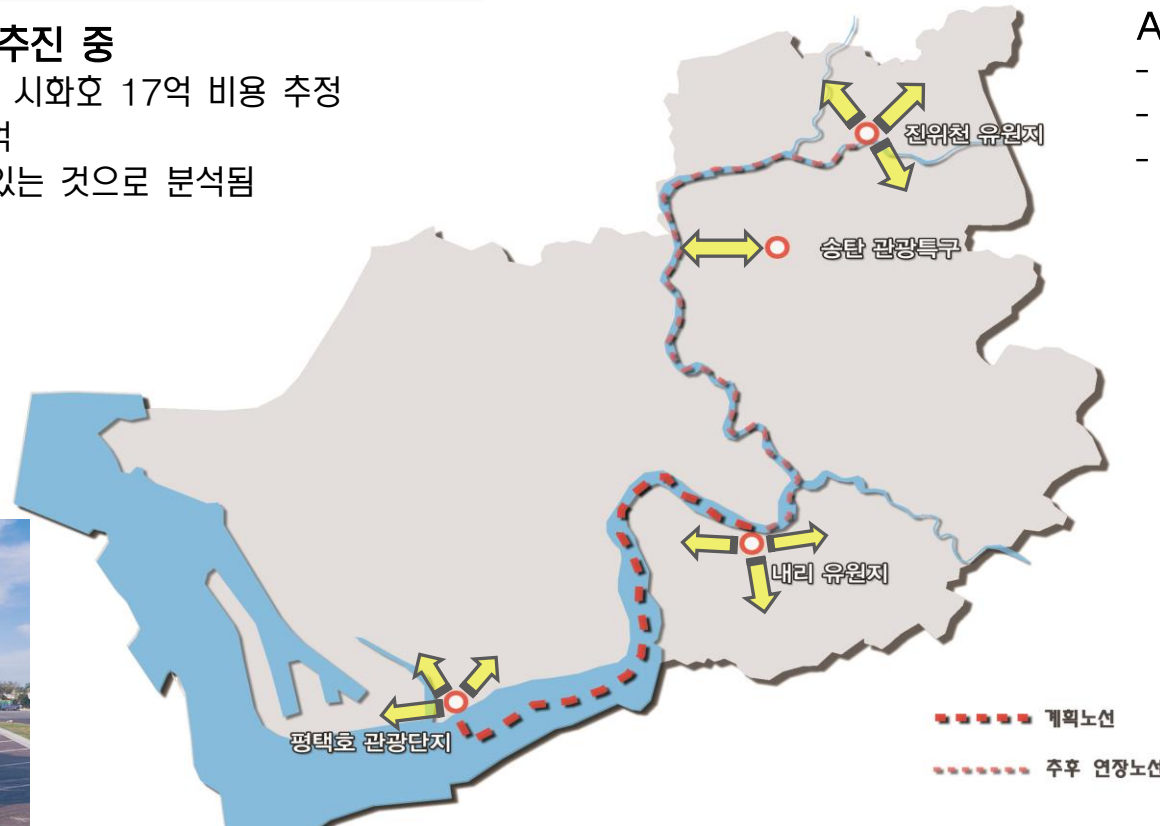 추진 중
시화호 17억 비용 추정
억
있는 것으로 분석됨
A
-
-
-
진위천 유원지
송탄 관광특구
내리 유원지
평택호 관광단지
계획노선
추후 연장노선